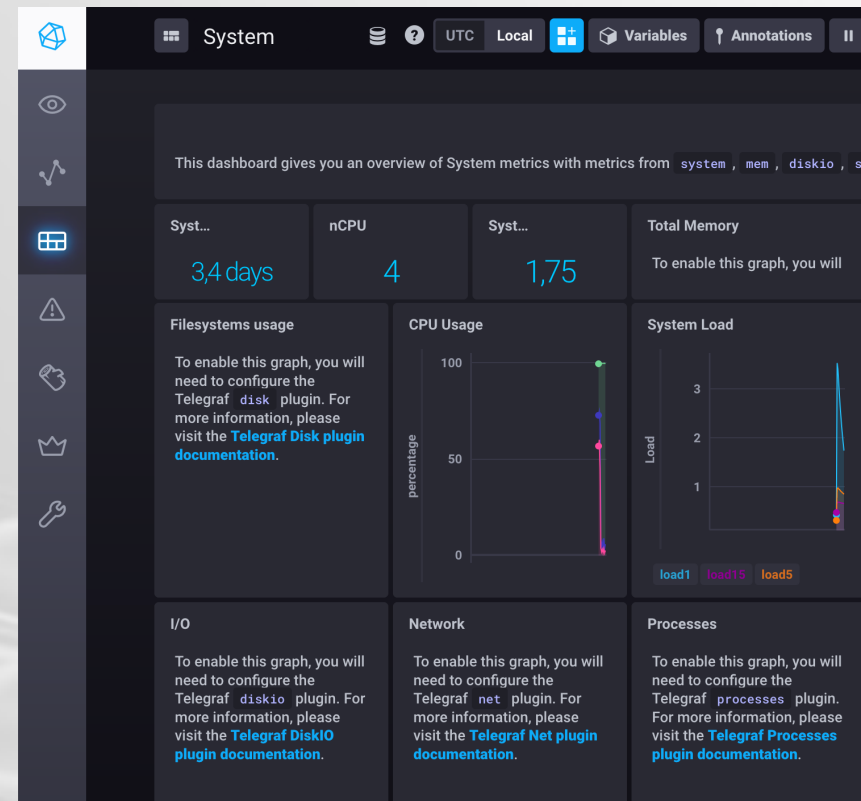 System
UTC Local
Variables
Annotations
This dashboard gives you an overview of System metrics with metrics from system , mem , diskio ,
Syst...
3,4 days
nCPU
4
Syst...
1,75
Total Memory
To enable this graph, you will
Filesystems usage
To enable this graph, you will
need to configure the
Telegraf disk plugin. For
more information, please
visit the Telegraf Disk plugin
documentation.
CPU Usage
100
50
0
percentage
System Load
3
2
1
Load
load1 load15 load5
I/O
To enable this graph, you will
need to configure the
Telegraf diskio plugin. For
more information, please
visit the Telegraf DiskIO
plugin documentation.
Network
To enable this graph, you will
need to configure the
Telegraf net plugin. For
more information, please
visit the Telegraf Net plugin
documentation.
Processes
To enable this graph, you will
need to configure the
Telegraf processes plugin.
For more information, please
visit the Telegraf Processes
plugin documentation.